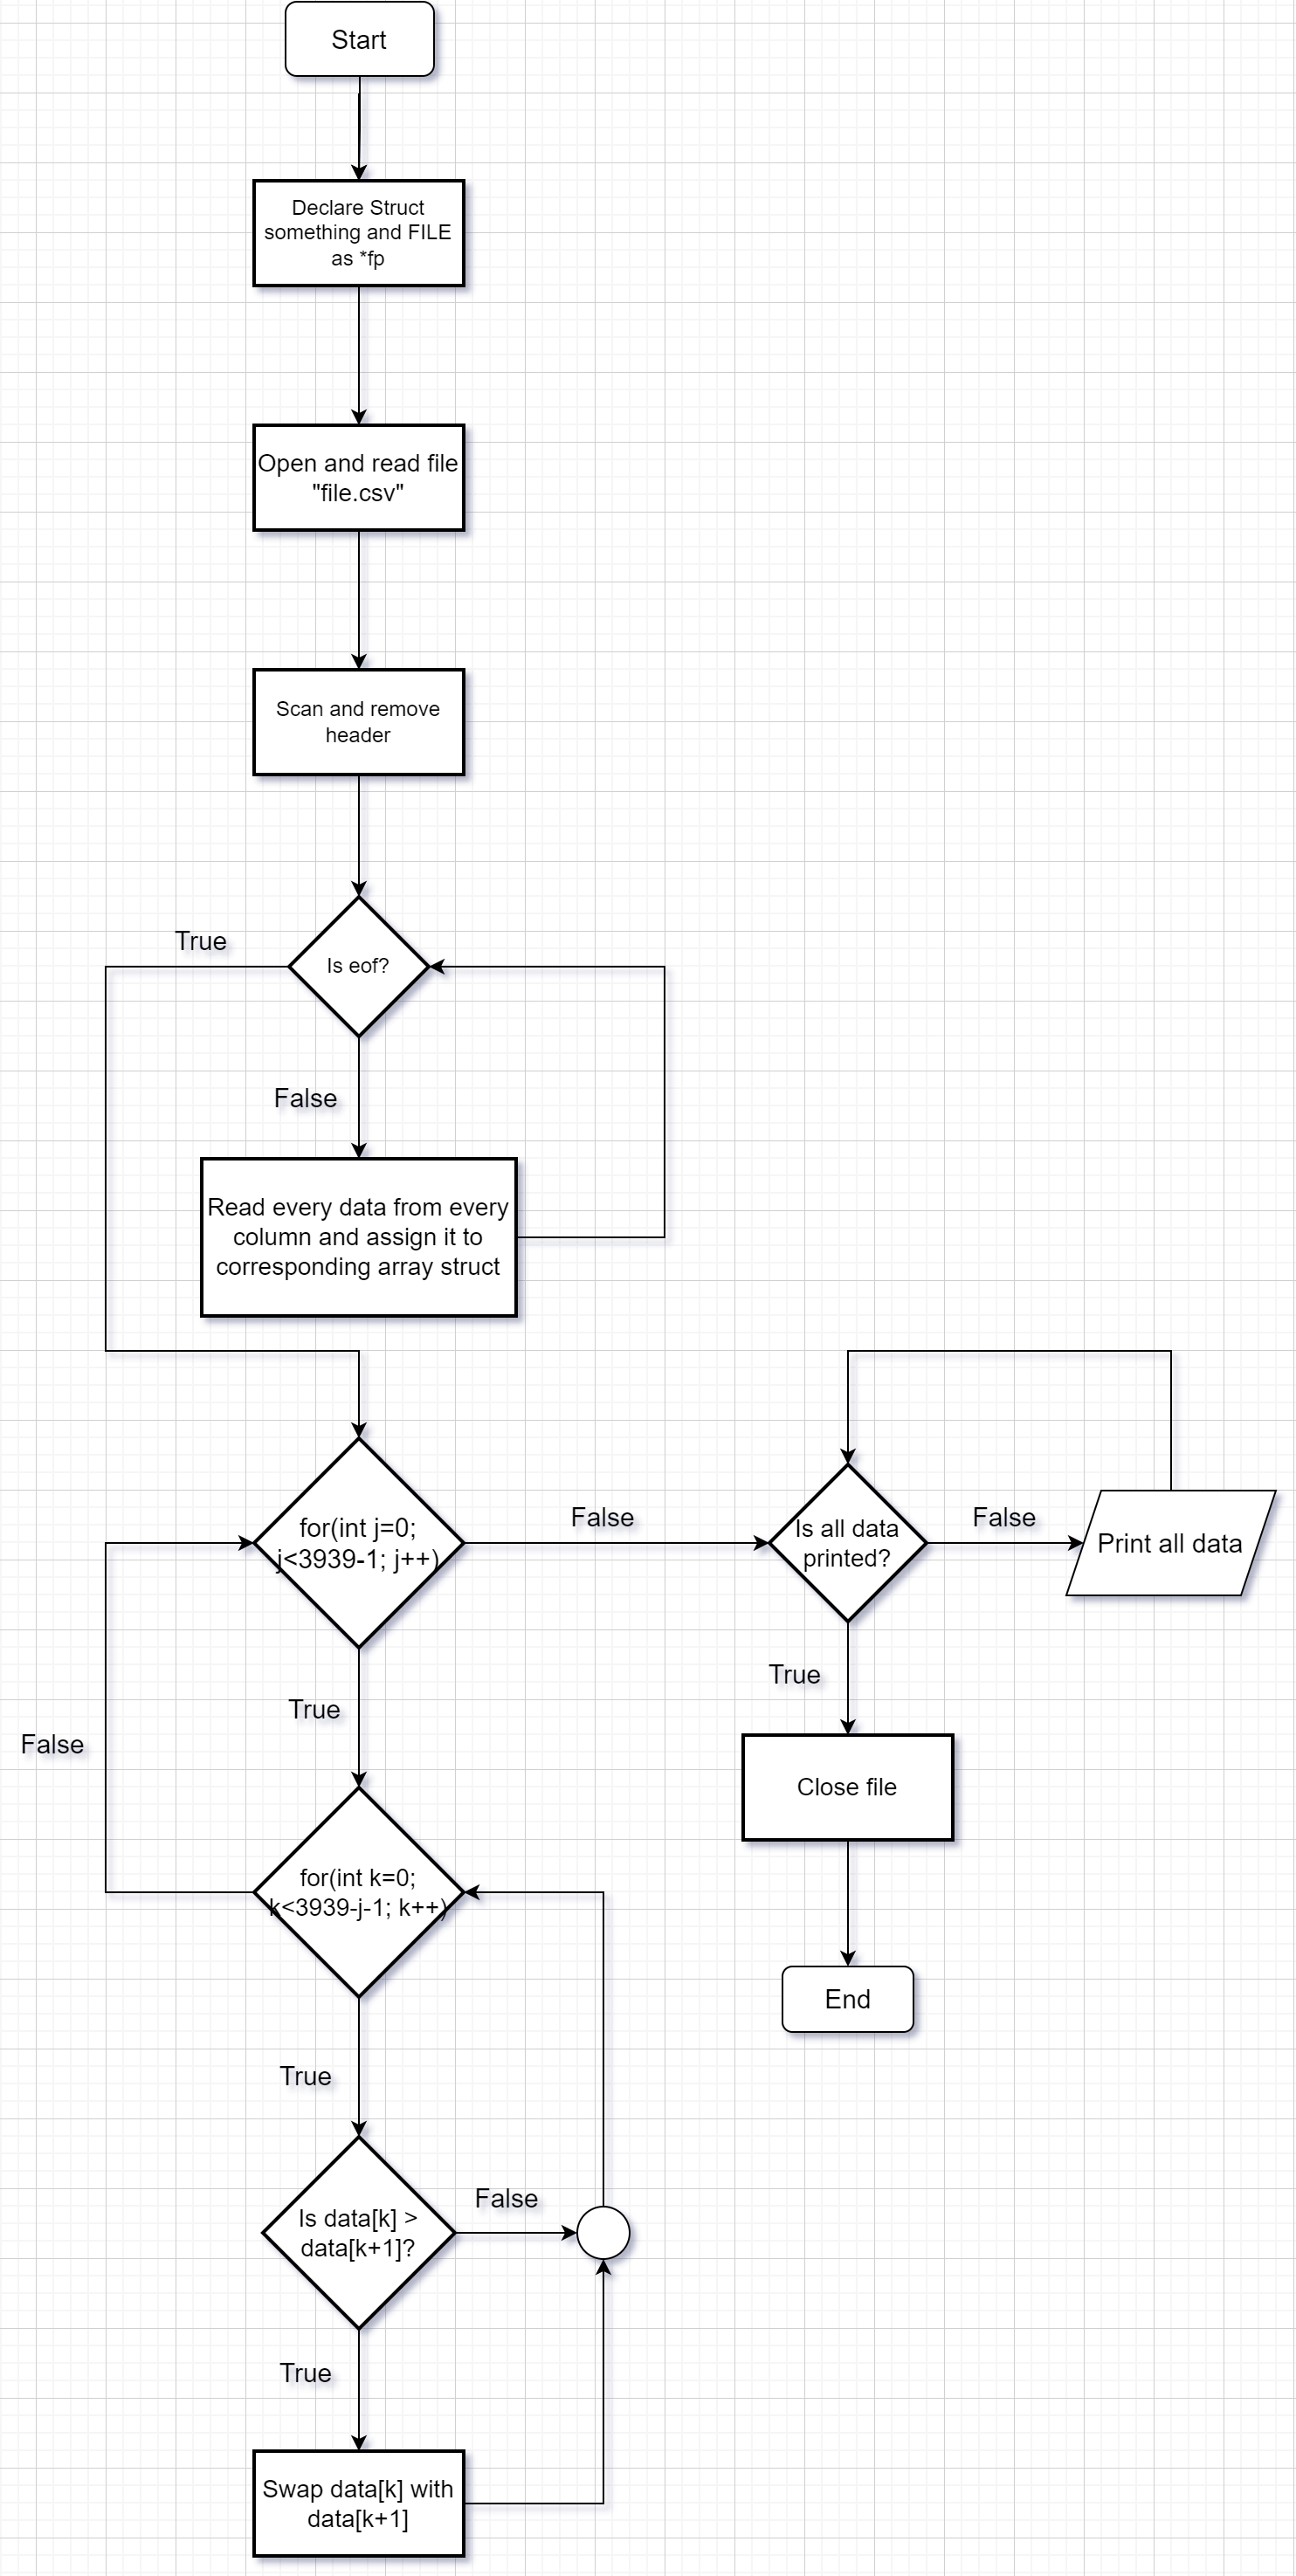 Start
Declare Struct
something and FILE
as *fp
Open and read file
"file.csv"
Scan and remove
header
True
Is eof?
False
Read every data from every
column and assign it to
corresponding array struct
for(int j=0;
j<3939-1; j++)
False
Is all data
printed?
False
Print all data
True
True
False
Close file
for(int k=0;
k<3939-j-1; k++)
End
True
False
Is data[k] >
data[k+1]?
True
Swap data[k] with
data[k+1]